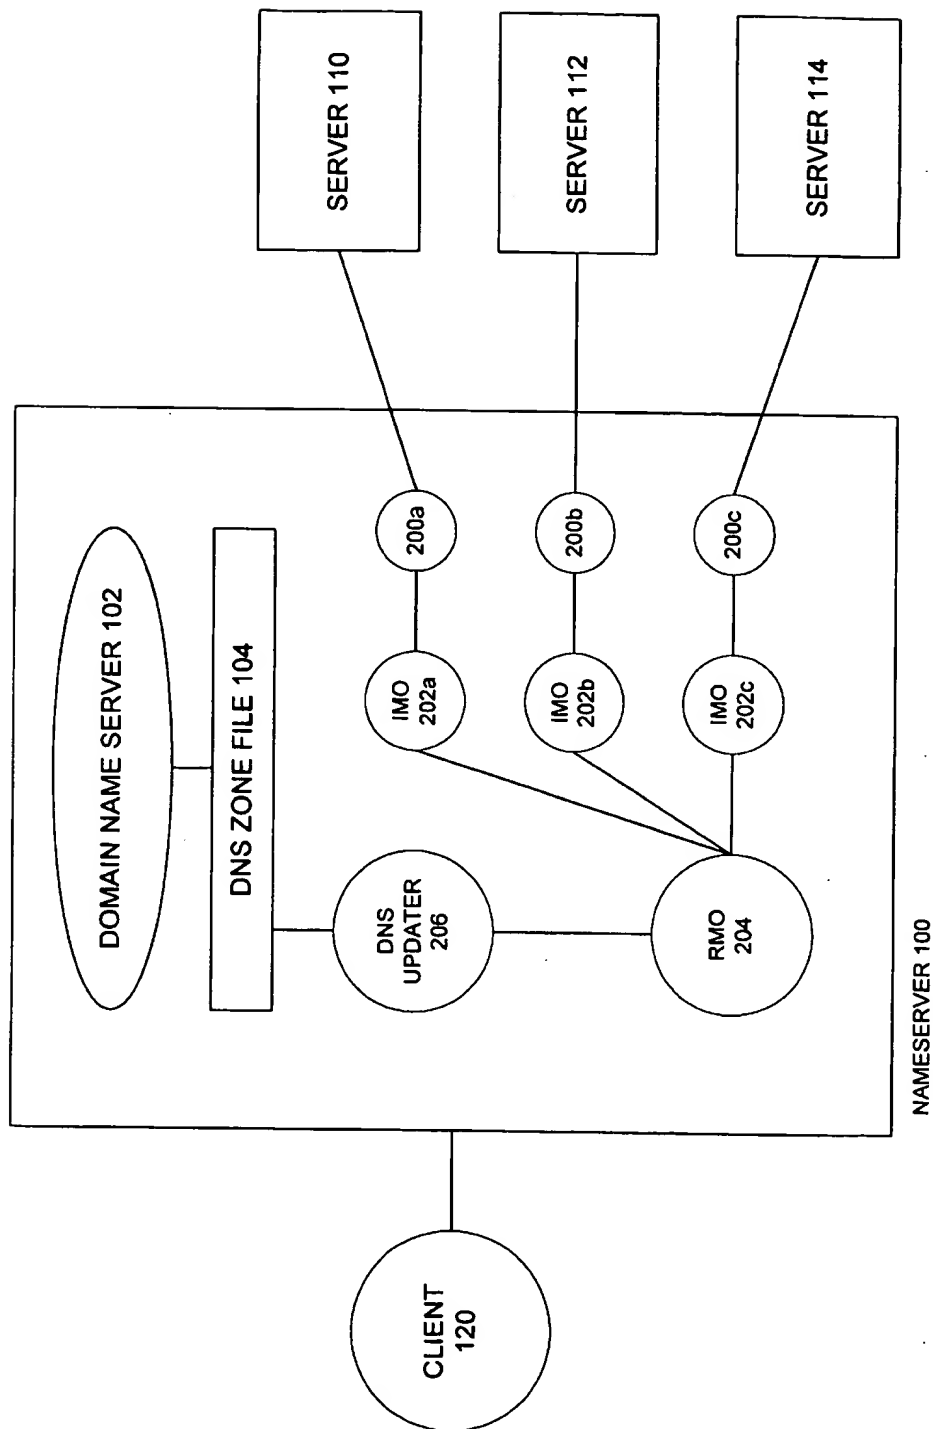 DOMAIN NAME SERVER 102
DNS ZONE FILE 104
CLIENT
120
DNS
UPDATER
206
RMO
204
IMO
202a
IMO
202b
IMO
202c
200a
200b
200c
SERVER 110
SERVER 112
SERVER 114
NAMESERVER 100